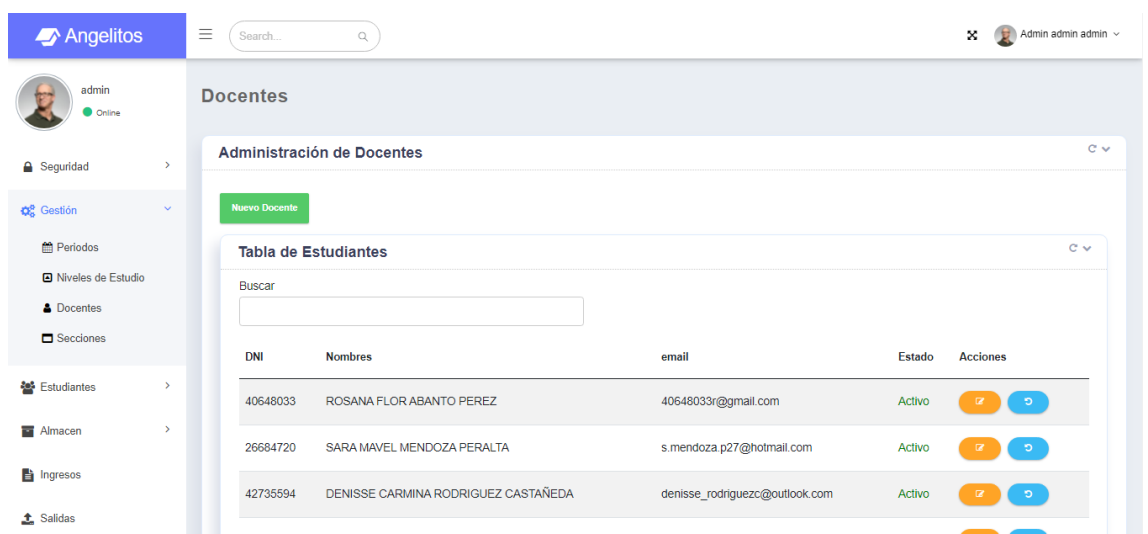 Angelitos
Search...
Admin admin admin
admin
Online
Seguridad
Gestión
Periodos
Niveles de Estudio
Docentes
Secciones
Estudiantes
Almacen
Ingresos
Salidas
Docentes
Administración de Docentes
Nuevo Docente
Tabla de Estudiantes
Buscar
DNI Nombres email Estado Acciones
40648033 ROSANA FLOR ABANTO PEREZ 40648033r@gmail.com Activo
26684720 SARA MAVEL MENDOZA PERALTA s.mendoza.p27@hotmail.com Activo
42735594 DENISSE CARMINA RODRIGUEZ CASTAÑEDA denisse_rodriguezc@outlook.com Activo